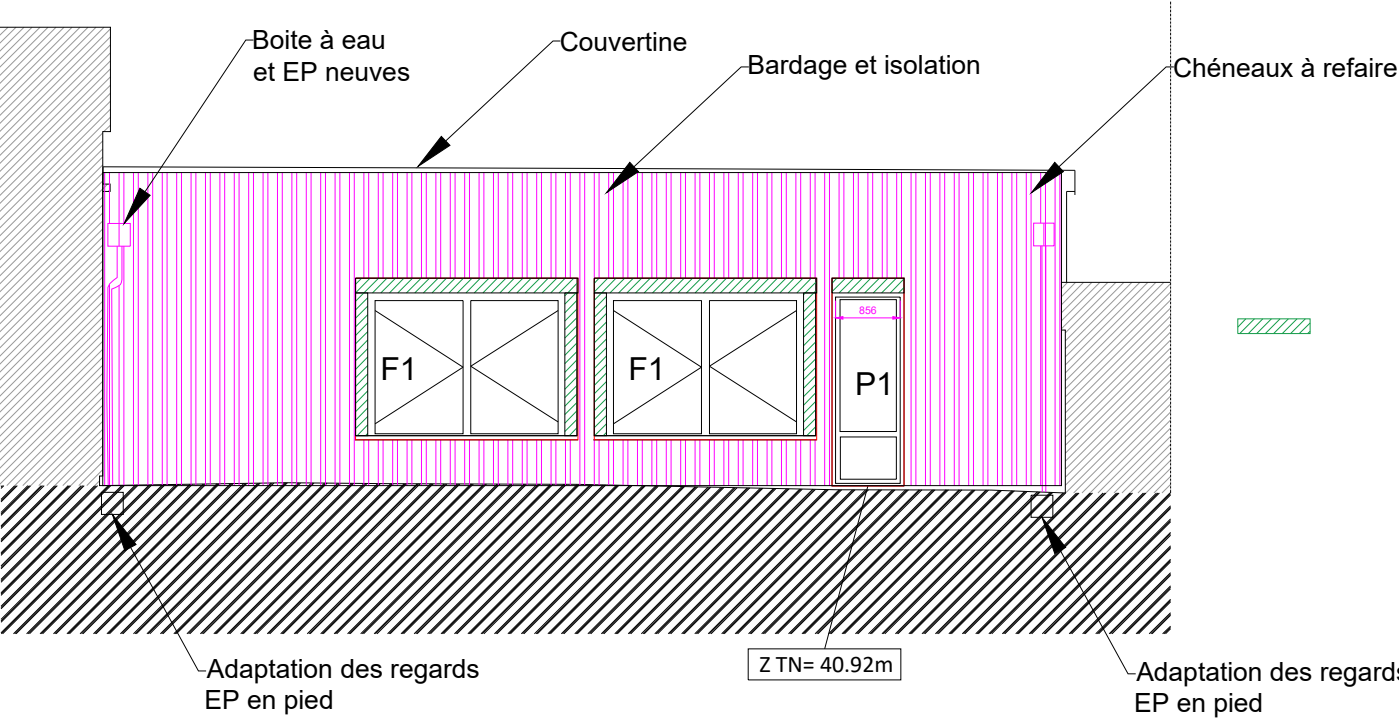 Boite à eau
et EP neuves
Couvertine
Bardage et isolation
Chéneaux à refaire
856
F1
F1
P1
Z TN= 40.92m
Adaptation des regards
EP en pied
Adaptation des regards
EP en pied